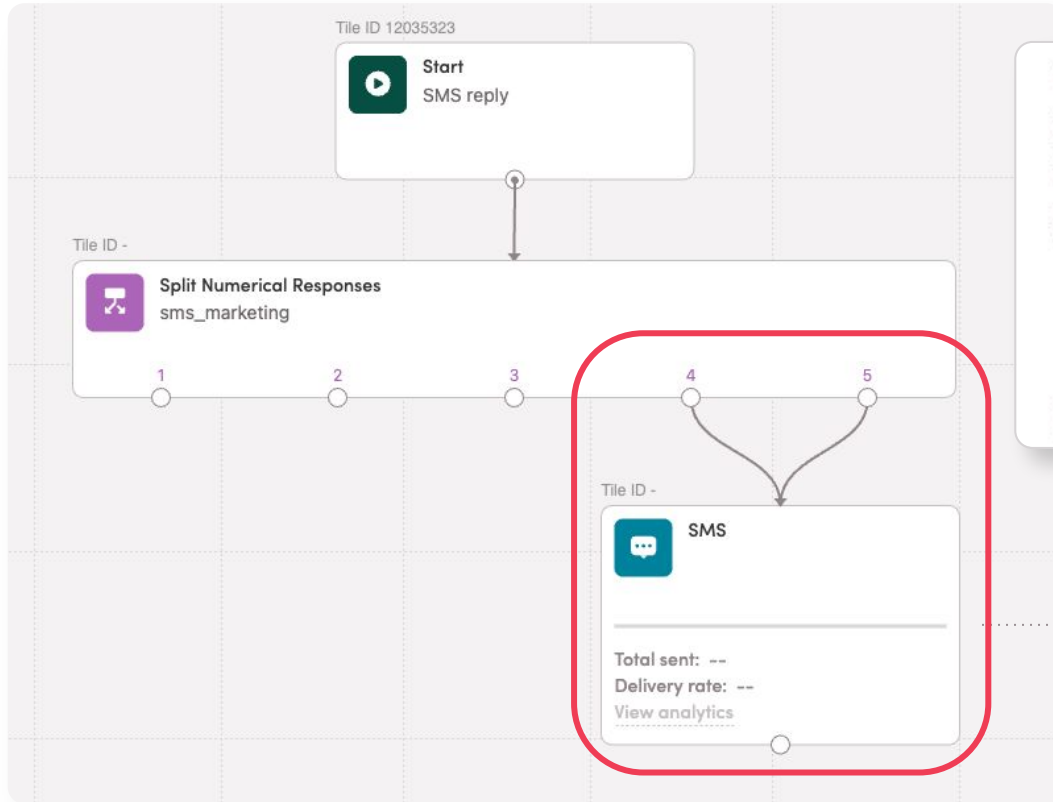 Tile ID 12035323
Start
SMS reply
Tile ID -
Split Numerical Responses
sms_marketing
1 2 3 4 5
Tile ID -
SMS
Total sent: --
Delivery rate: --
View analytics